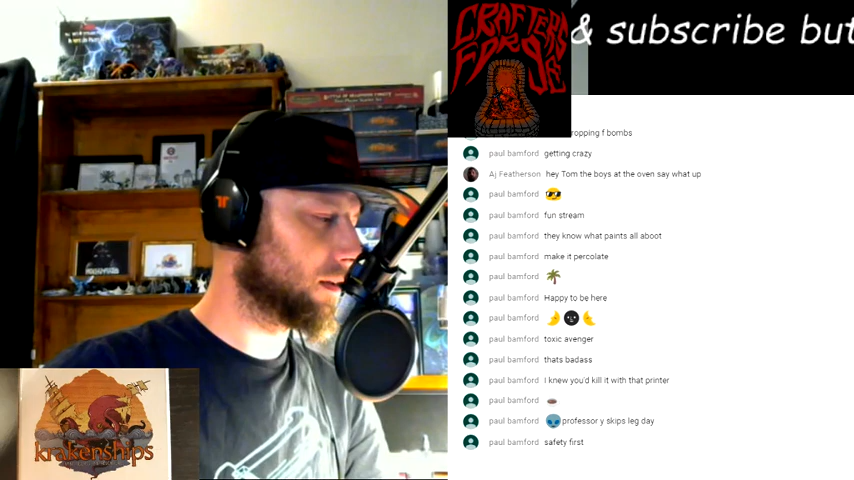 CRAFTERS
FORGE
& subscribe but
ropping f bombs
paul bamford getting crazy
Aj Featherson hey Tom the boys at the oven say what up
paul bamford 😎
paul bamford fun stream
paul bamford they know what paints all aboot
paul bamford make it percolate
paul bamford 🌴
paul bamford Happy to be here
paul bamford 🌛🌚🌜
paul bamford toxic avenger
paul bamford thats badass
paul bamford I knew you'd kill it with that printer
paul bamford
paul bamford 👽professor y skips leg day
paul bamford safety first
krakenships